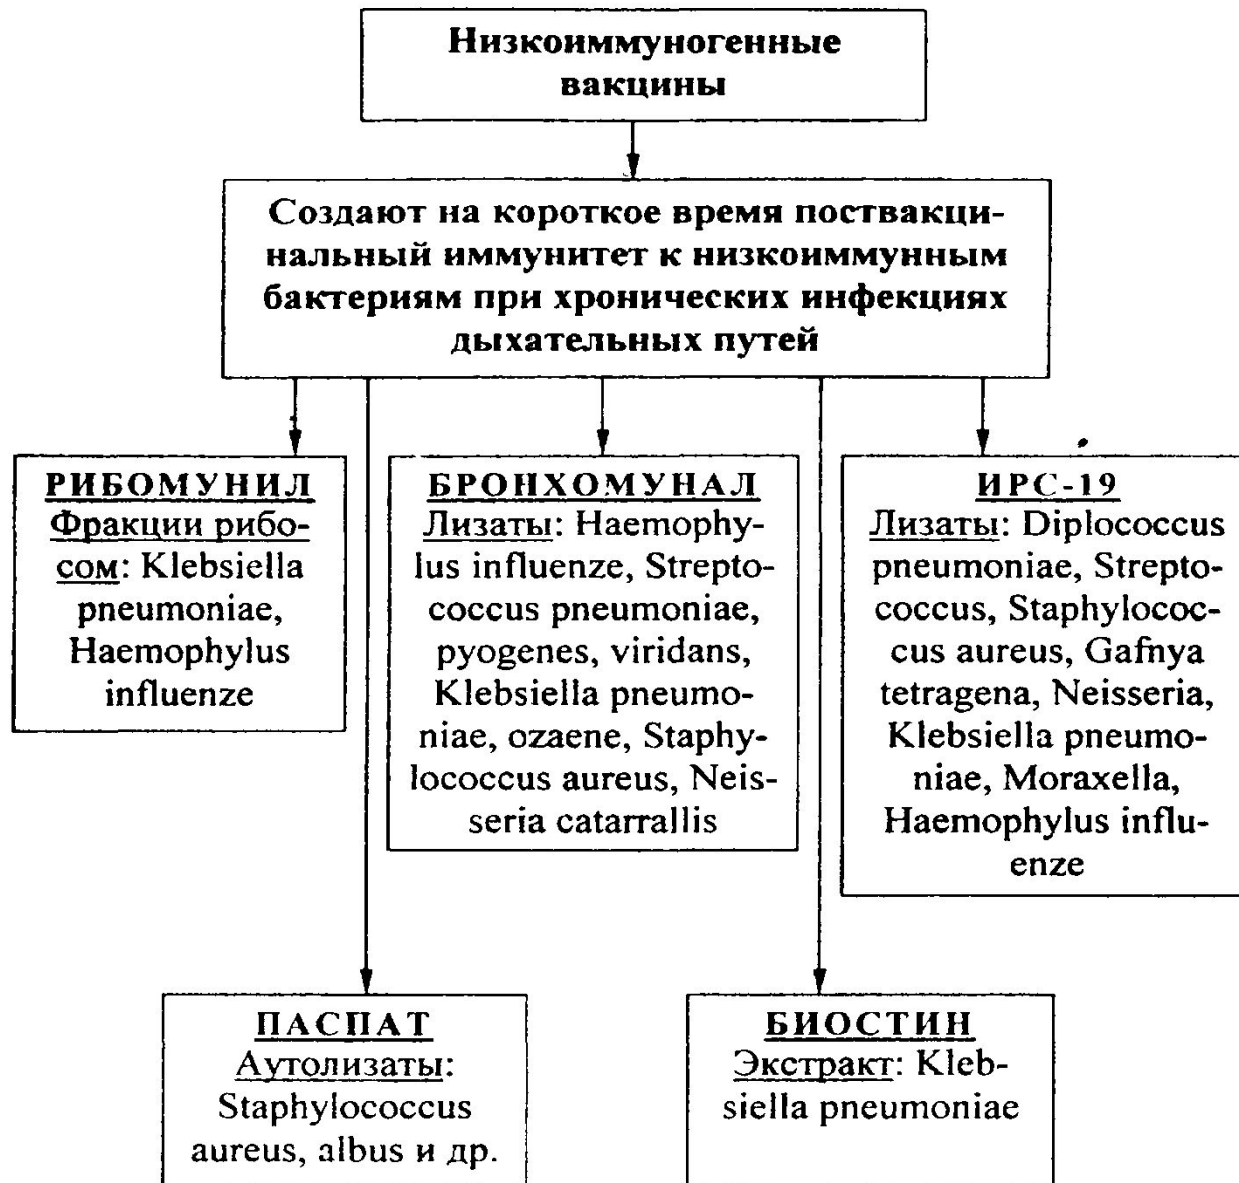 Низкоиммуногенные
вакцины
Создают на короткое время поствакци-
нальный иммунитет к низкоиммунным
бактериям при хронических инфекциях
дыхательных путей
РИБОМУНИЛ
Фракции рибо-
сом: Klebsiella
pneumoniae,
Haemophylus
influenze
БРОНХОМУНАЛ
Лизаты: Haemophy-
lus influenze, Strepto-
coccus pneumoniae,
pyogenes, viridans,
Klebsiella pneumo-
niae, ozaene, Staphy-
lococcus aureus, Neis-
seria catarrallis
ИРС-19
Лизаты: Diplococcus
pneumoniae, Strepto-
coccus, Staphylococ-
cus aureus, Gafnya
tetragena, Neisseria,
Klebsiella pneumo-
niae, Moraxella,
Haemophylus influ-
enze
ПАСПАТ
Аутолизаты:
Staphylococcus
aureus, albus и др.
БИОСТИН
Экстракт: Kleb-
siella pneumoniae